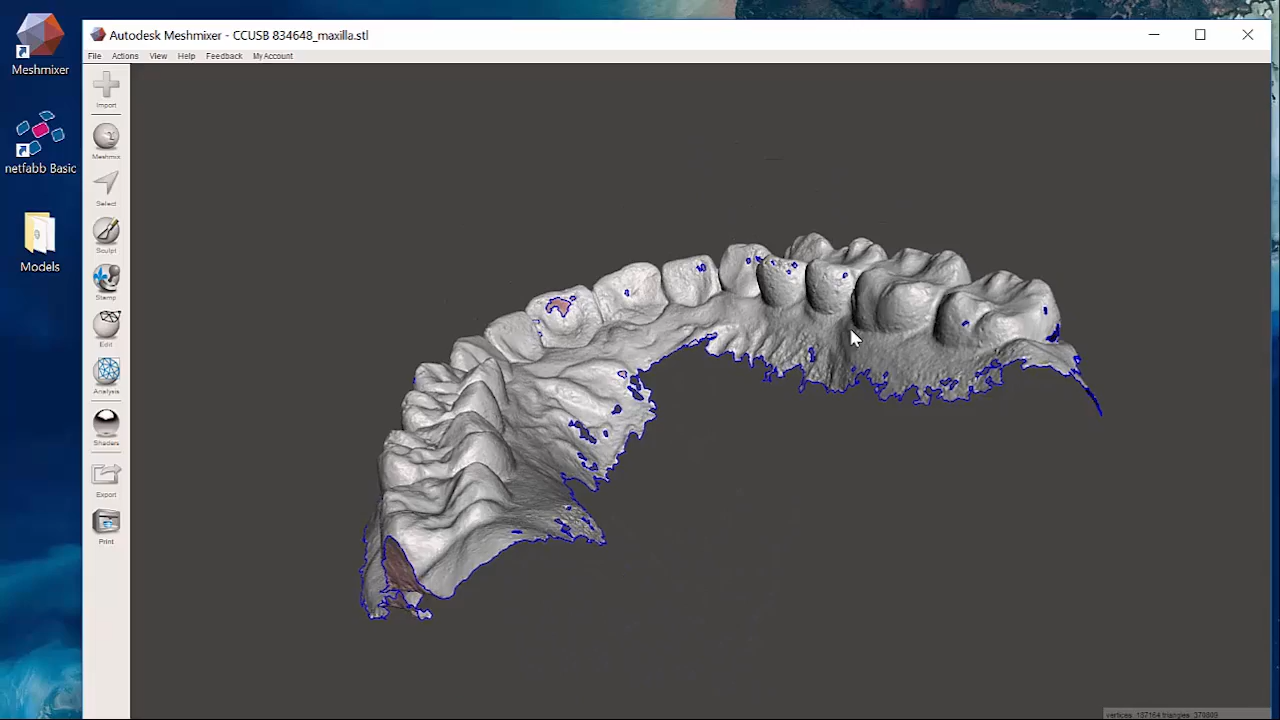 Autodesk Meshmixer - CCUSB 834648_maxilla.stl
File Actions View Help Feedback My Account
Meshmixer
netfabb Basic
Models
Import
Meshmix
Select
Sculpt
Stamp
Edit
Analysis
Shaders
Export
Print